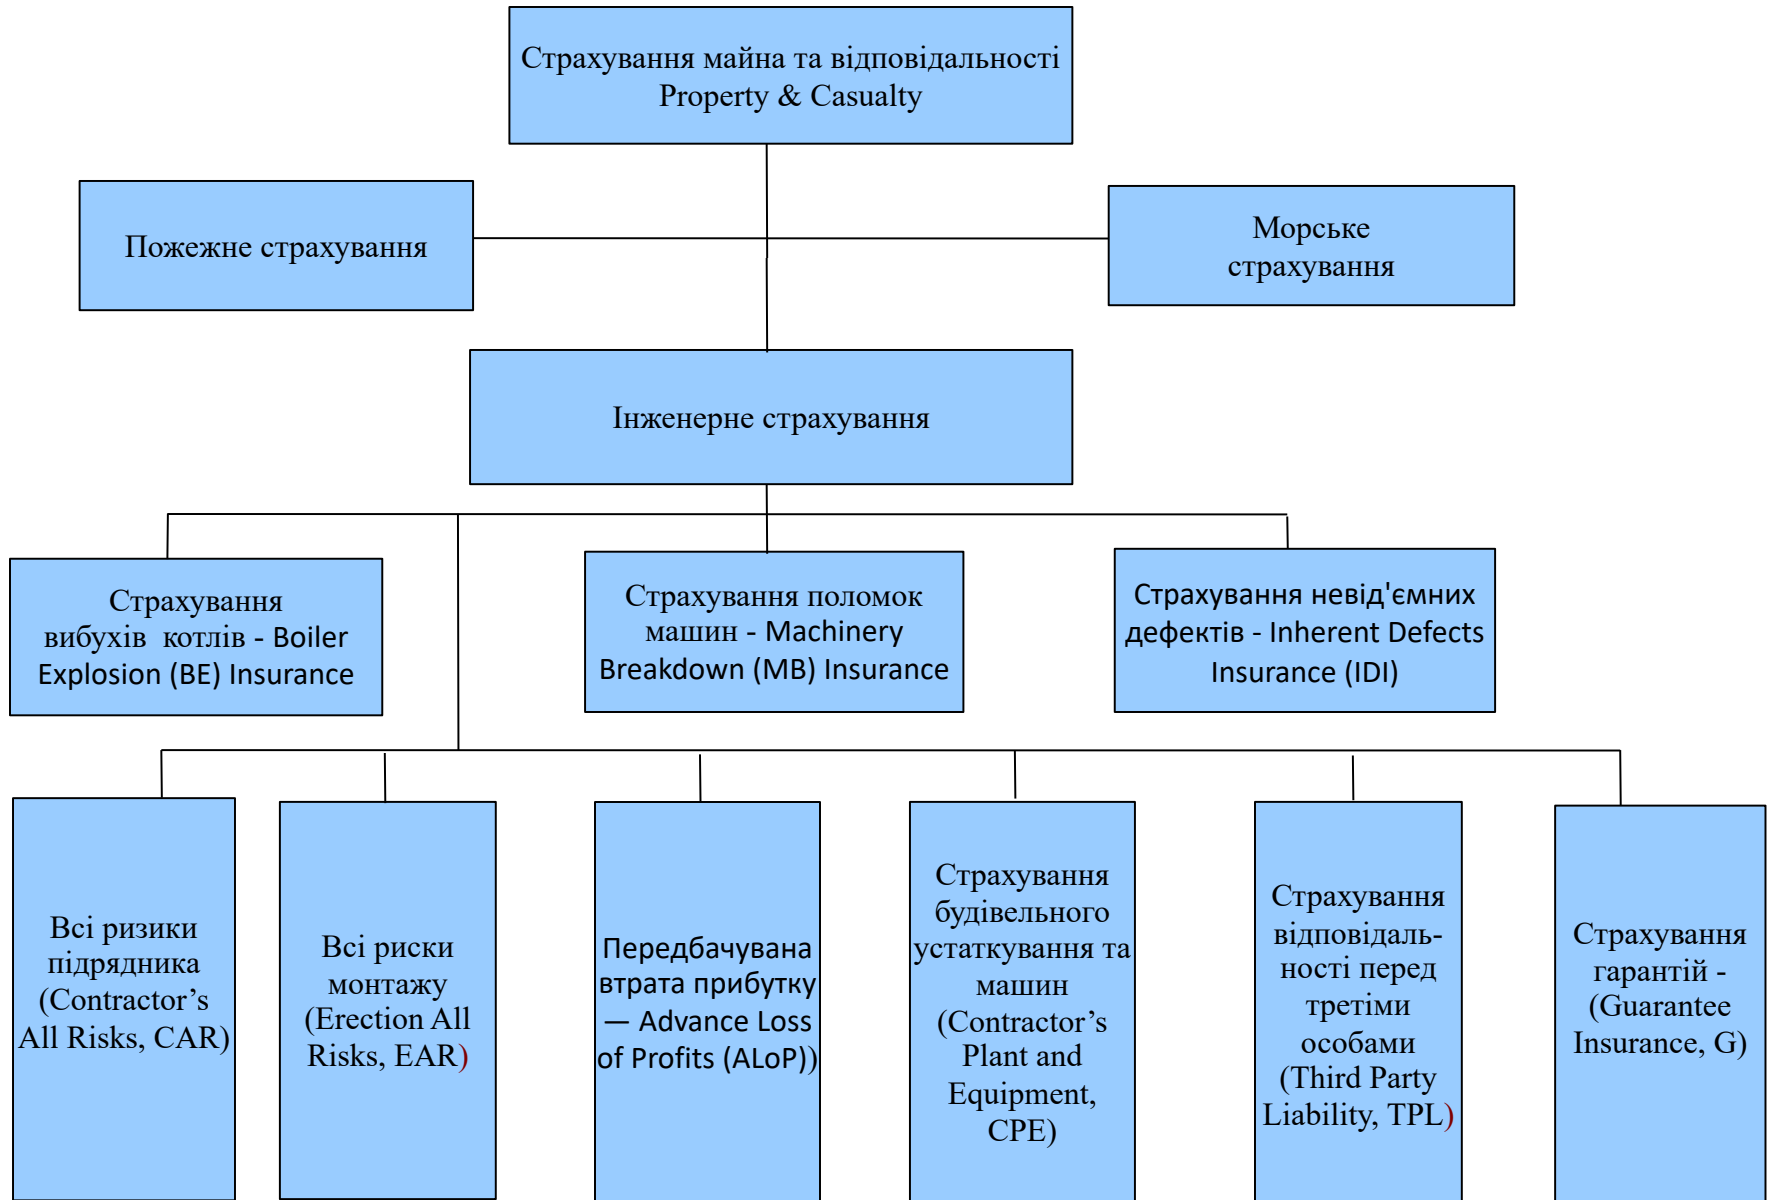 Страхування майна та відповідальності
Property & Casualty
Пожежне страхування
Морське
страхування
Інженерне страхування
Страхування
вибухів  котлів - Boiler
Explosion (BE) Insurance
Страхування поломок
машин - Machinery
Breakdown (MB) Insurance
Страхування невід'ємних
дефектів - Inherent Defects
Insurance (IDI)
Всі ризики
підрядника
(Contractor’s
All Risks, CAR)
Всі риски
монтажу
(Erection All
Risks, EAR)
Передбачувана
втрата прибутку
— Advance Loss
of Profits (ALoP))
Страхування
будівельного
устаткування та
машин
(Contractor’s
Plant and
Equipment,
CPE)
Страхування
відповідаль-
ності перед
третіми
особами
(Third Party
Liability, TPL)
Страхування
гарантій -
(Guarantee
Insurance, G)